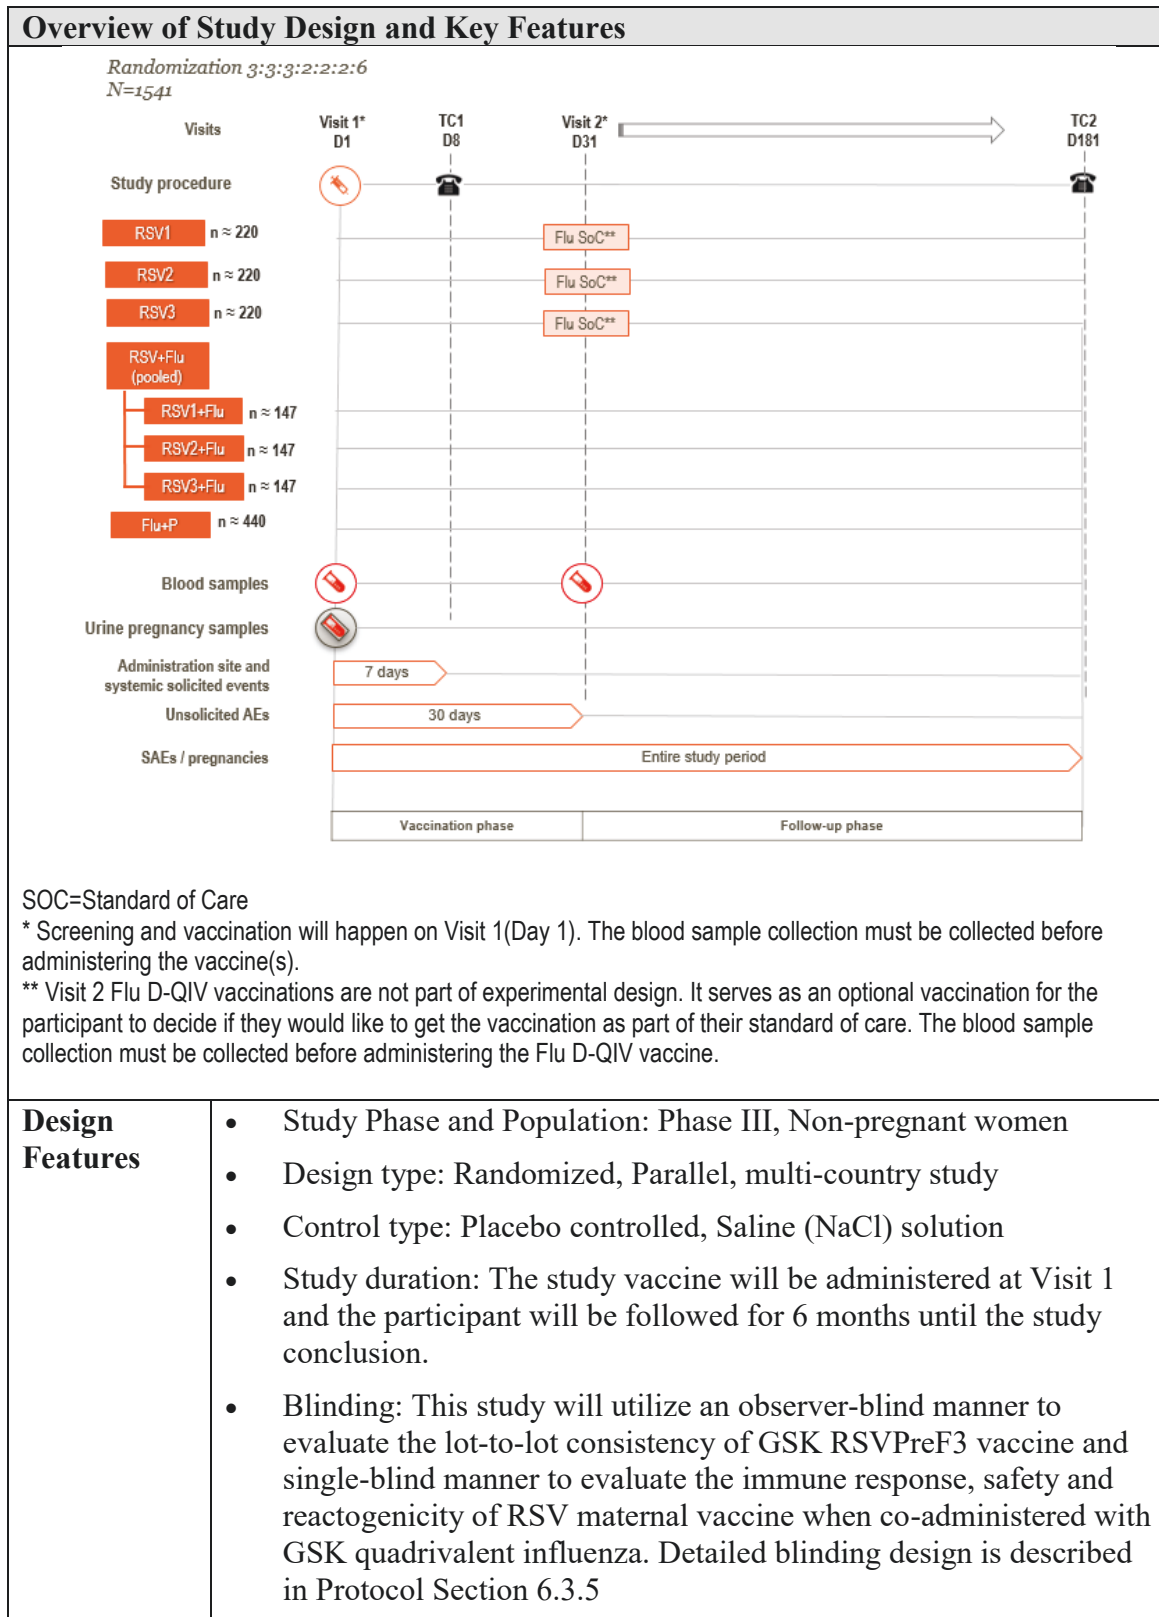 Overview of Study Design and Key Features
Randomization 3:3:3:2:2:2:6
N=1541
Visits
Visit 1*
D1
TC1
D8
Visit 2*
D31
TC2
D181
Study procedure
RSV1 n ≈ 220 Flu SoC**
RSV2 n ≈ 220 Flu SoC**
RSV3 n ≈ 220 Flu SoC**
RSV+Flu
(pooled)
RSV1+Flu n ≈ 147
RSV2+Flu n ≈ 147
RSV3+Flu n ≈ 147
Flu+P n ≈ 440
Blood samples
Urine pregnancy samples
Administration site and
systemic solicited events
7 days
Unsolicited AEs 30 days
SAEs / pregnancies Entire study period
Vaccination phase Follow-up phase
SOC=Standard of Care
* Screening and vaccination will happen on Visit 1(Day 1). The blood sample collection must be collected before
administering the vaccine(s).
** Visit 2 Flu D-QIV vaccinations are not part of experimental design. It serves as an optional vaccination for the
participant to decide if they would like to get the vaccination as part of their standard of care. The blood sample
collection must be collected before administering the Flu D-QIV vaccine.
Design
Features
• Study Phase and Population: Phase III, Non-pregnant women
• Design type: Randomized, Parallel, multi-country study
• Control type: Placebo controlled, Saline (NaCl) solution
• Study duration: The study vaccine will be administered at Visit 1
and the participant will be followed for 6 months until the study
conclusion.
• Blinding: This study will utilize an observer-blind manner to
evaluate the lot-to-lot consistency of GSK RSVPreF3 vaccine and
single-blind manner to evaluate the immune response, safety and
reactogenicity of RSV maternal vaccine when co-administered with
GSK quadrivalent influenza. Detailed blinding design is described
in Protocol Section 6.3.5